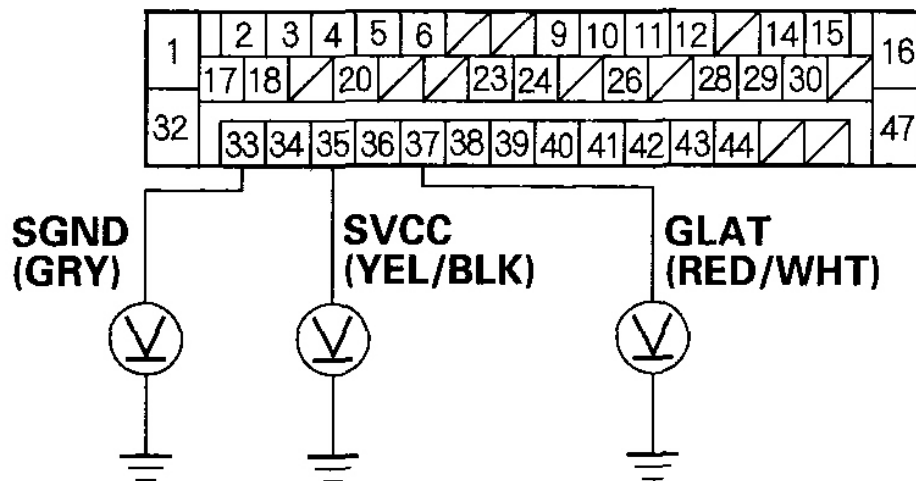 1 2 3 4 5 6 9 10 11 12 14 15 16
17 18 20 23 24 26 28 29 30
32 33 34 35 36 37 38 39 40 41 42 43 44 47
SGND
(GRY)
SVCC
(YEL/BLK)
GLAT
(RED/WHT)
V V V